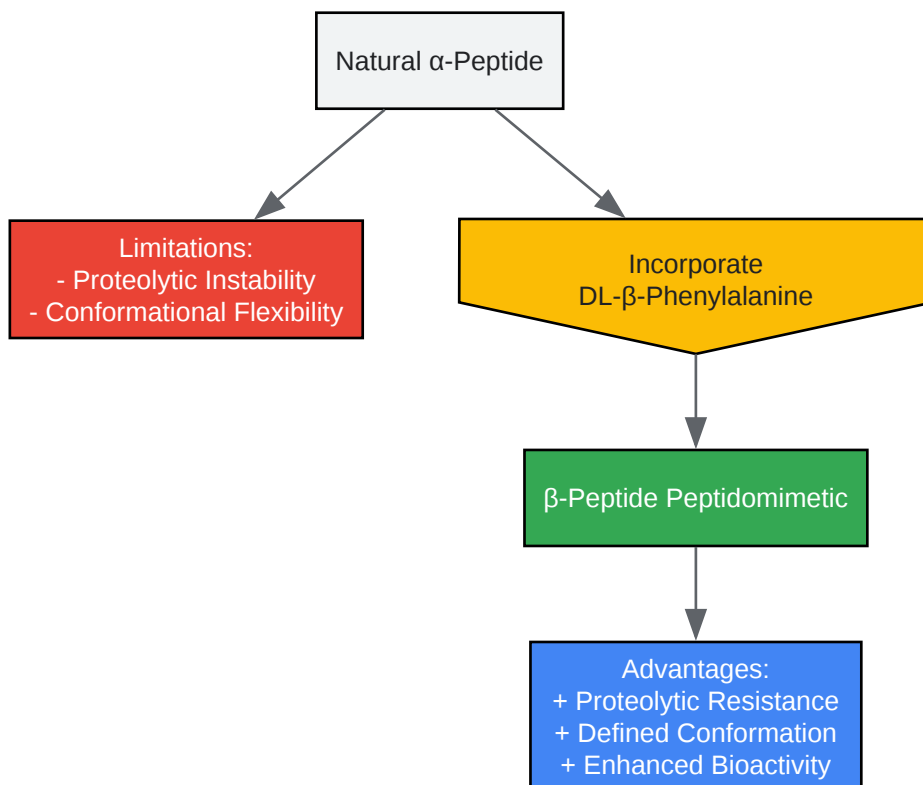 Natural α-Peptide
Limitations:
- Proteolytic Instability
- Conformational Flexibility
Incorporate
DL-β-Phenylalanine
β-Peptide Peptidomimetic
Advantages:
+ Proteolytic Resistance
+ Defined Conformation
+ Enhanced Bioactivity